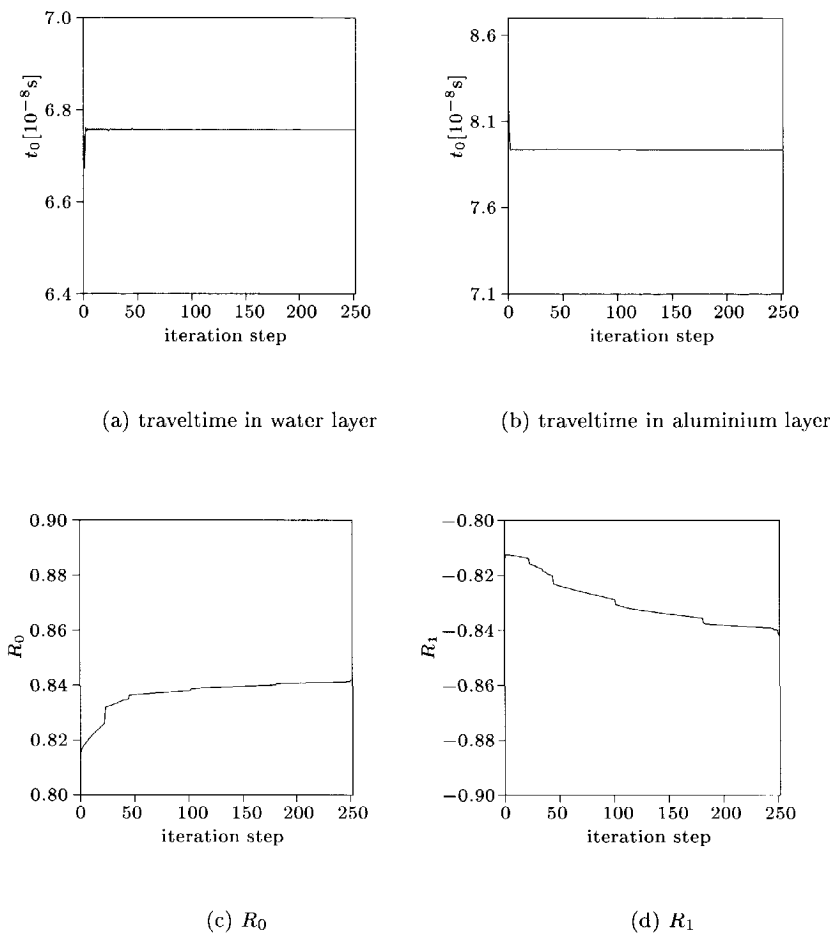 7.0
6.8
6.6
6.4
t₀[10⁻⁸s]
0 50 100 150 200 250
iteration step
(a) traveltime in water layer
8.6
8.1
7.6
7.1
t₀[10⁻⁸s]
0 50 100 150 200 250
iteration step
(b) traveltime in aluminium layer
0.90
0.88
0.86
0.84
0.82
0.80
R₀
0 50 100 150 200 250
iteration step
(c) R₀
−0.80
−0.82
−0.84
−0.86
−0.88
−0.90
R₁
0 50 100 150 200 250
iteration step
(d) R₁